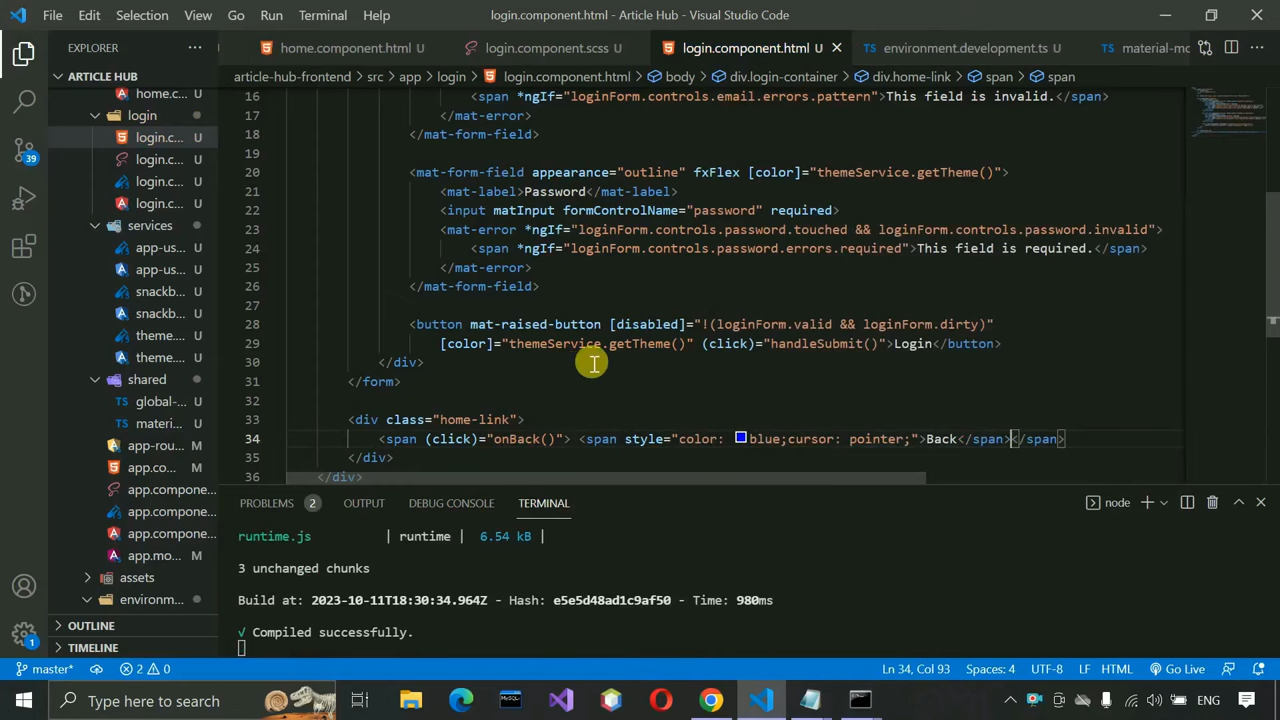 File Edit Selection View Go Run Terminal Help
login.component.html - Article Hub - Visual Studio Code
EXPLORER
home.component.html U
login.component.scss U
login.component.html U
environment.development.ts U
material-mo
ARTICLE HUB
home.c... U
login
login.c... U
login.c... U
login.c... U
login.c... U
services
app-us... U
app-us... U
snackb... U
snackb... U
theme.... U
theme.... U
shared
global-... U
materi... U
app-rou... M
app.co... M
app.compone...
app.compone...
app.compone... M
app.mo... M
assets
environm...
OUTLINE
TIMELINE
article-hub-frontend > src > app > login > login.component.html > body > div.login-container > div.home-link > span > span
16 <span *ngIf="loginForm.controls.email.errors.pattern">This field is invalid.</span>
17 </mat-error>
18 </mat-form-field>
19
20 <mat-form-field appearance="outline" fxFlex [color]="themeService.getTheme()">
21 <mat-label>Password</mat-label>
22 <input matInput formControlName="password" required>
23 <mat-error *ngIf="loginForm.controls.password.touched && loginForm.controls.password.invalid">
24 <span *ngIf="loginForm.controls.password.errors.required">This field is required.</span>
25 </mat-error>
26 </mat-form-field>
27
28 <button mat-raised-button [disabled]="!(loginForm.valid && loginForm.dirty)"
29 [color]="themeService.getTheme()" (click)="handleSubmit()">Login</button>
30 </div>
31 </form>
32
33 <div class="home-link">
34 <span (click)="onBack()"> <span style="color: blue;cursor: pointer;">Back</span></span>
35 </div>
36 </div>
PROBLEMS 2 OUTPUT DEBUG CONSOLE TERMINAL
node
runtime.js | runtime | 6.54 kB |
3 unchanged chunks
Build at: 2023-10-11T18:30:34.964Z - Hash: e5e5d48ad1c9af50 - Time: 980ms
√ Compiled successfully.
39
1
master* 2 0
Ln 34, Col 93 Spaces: 4 UTF-8 LF HTML Go Live
Type here to search
ENG